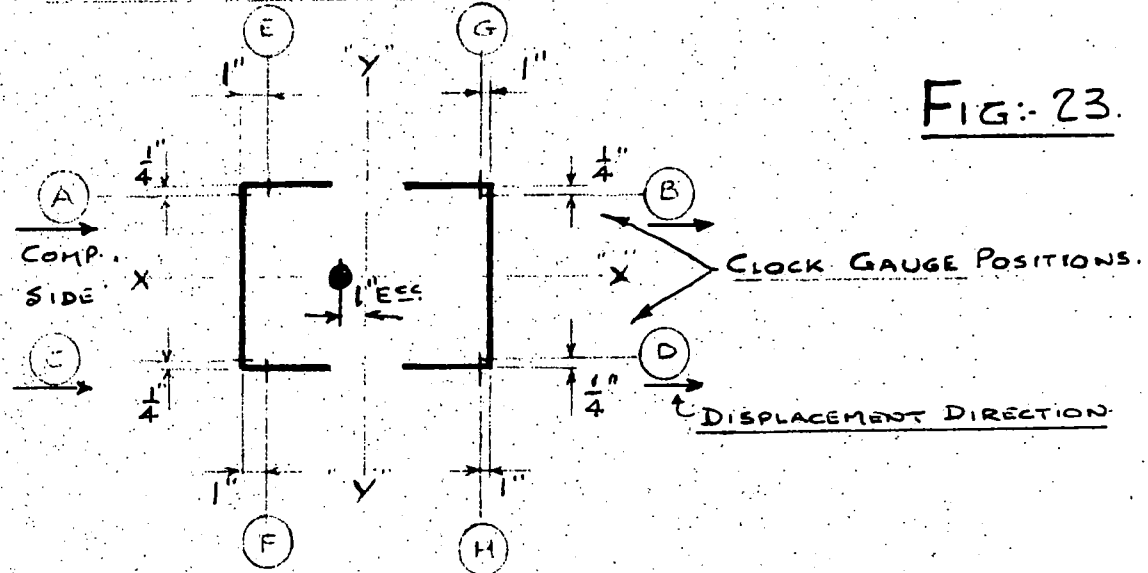 E
G
"Y"
1"
1"
FIG:- 23.
1/4"
1/4"
A
B
COMP.
SIDE
X
"X"
CLOCK GAUGE POSITIONS.
1" ECC.
C
D
1/4"
1/4"
DISPLACEMENT DIRECTION.
1"
Y
1"
F
H